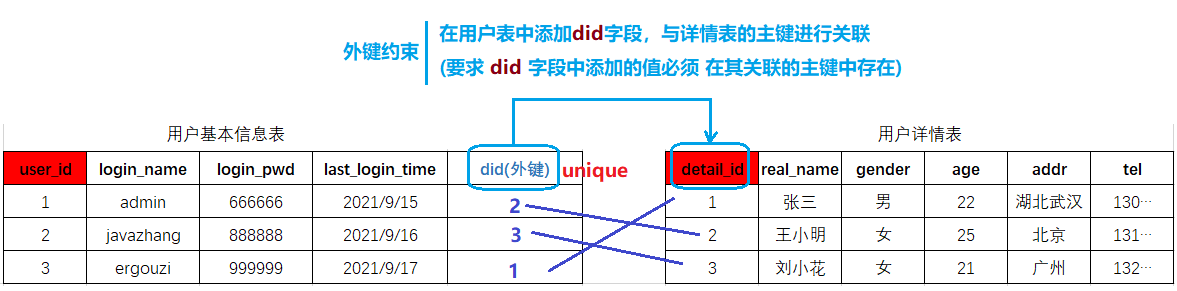 外键约束
在用户表中添加did字段，与详情表的主键进行关联
(要求 did 字段中添加的值必须 在其关联的主键中存在)
用户基本信息表
user_id login_name login_pwd last_login_time did(外键) unique
1 admin 666666 2021/9/15 2
2 javazhang 888888 2021/9/16 3
3 ergouzi 999999 2021/9/17 1
用户详情表
detail_id real_name gender age addr tel
1 张三 男 22 湖北武汉 130…
2 王小明 女 25 北京 131…
3 刘小花 女 21 广州 132…